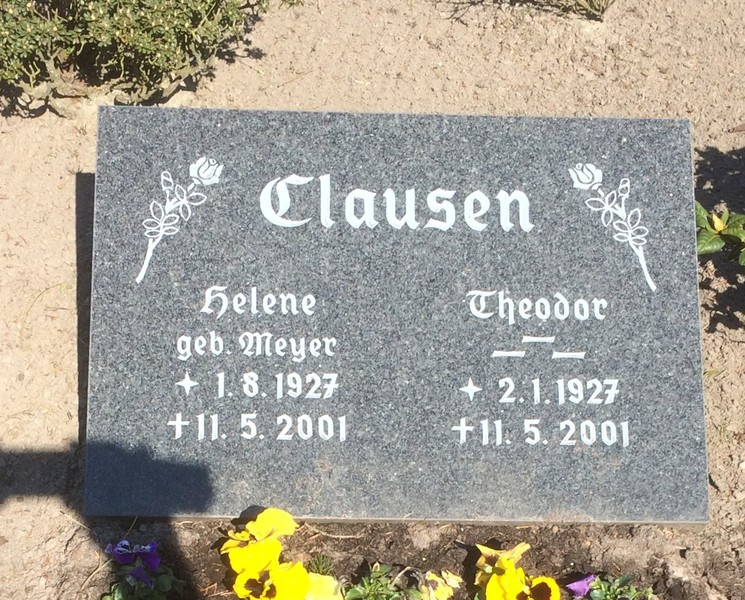 Clausen
Helene
geb. Meyer
✦ 1. 8. 1927
✝ 11. 5. 2001
Theodor
✦ 2. 1. 1927
✝ 11. 5. 2001